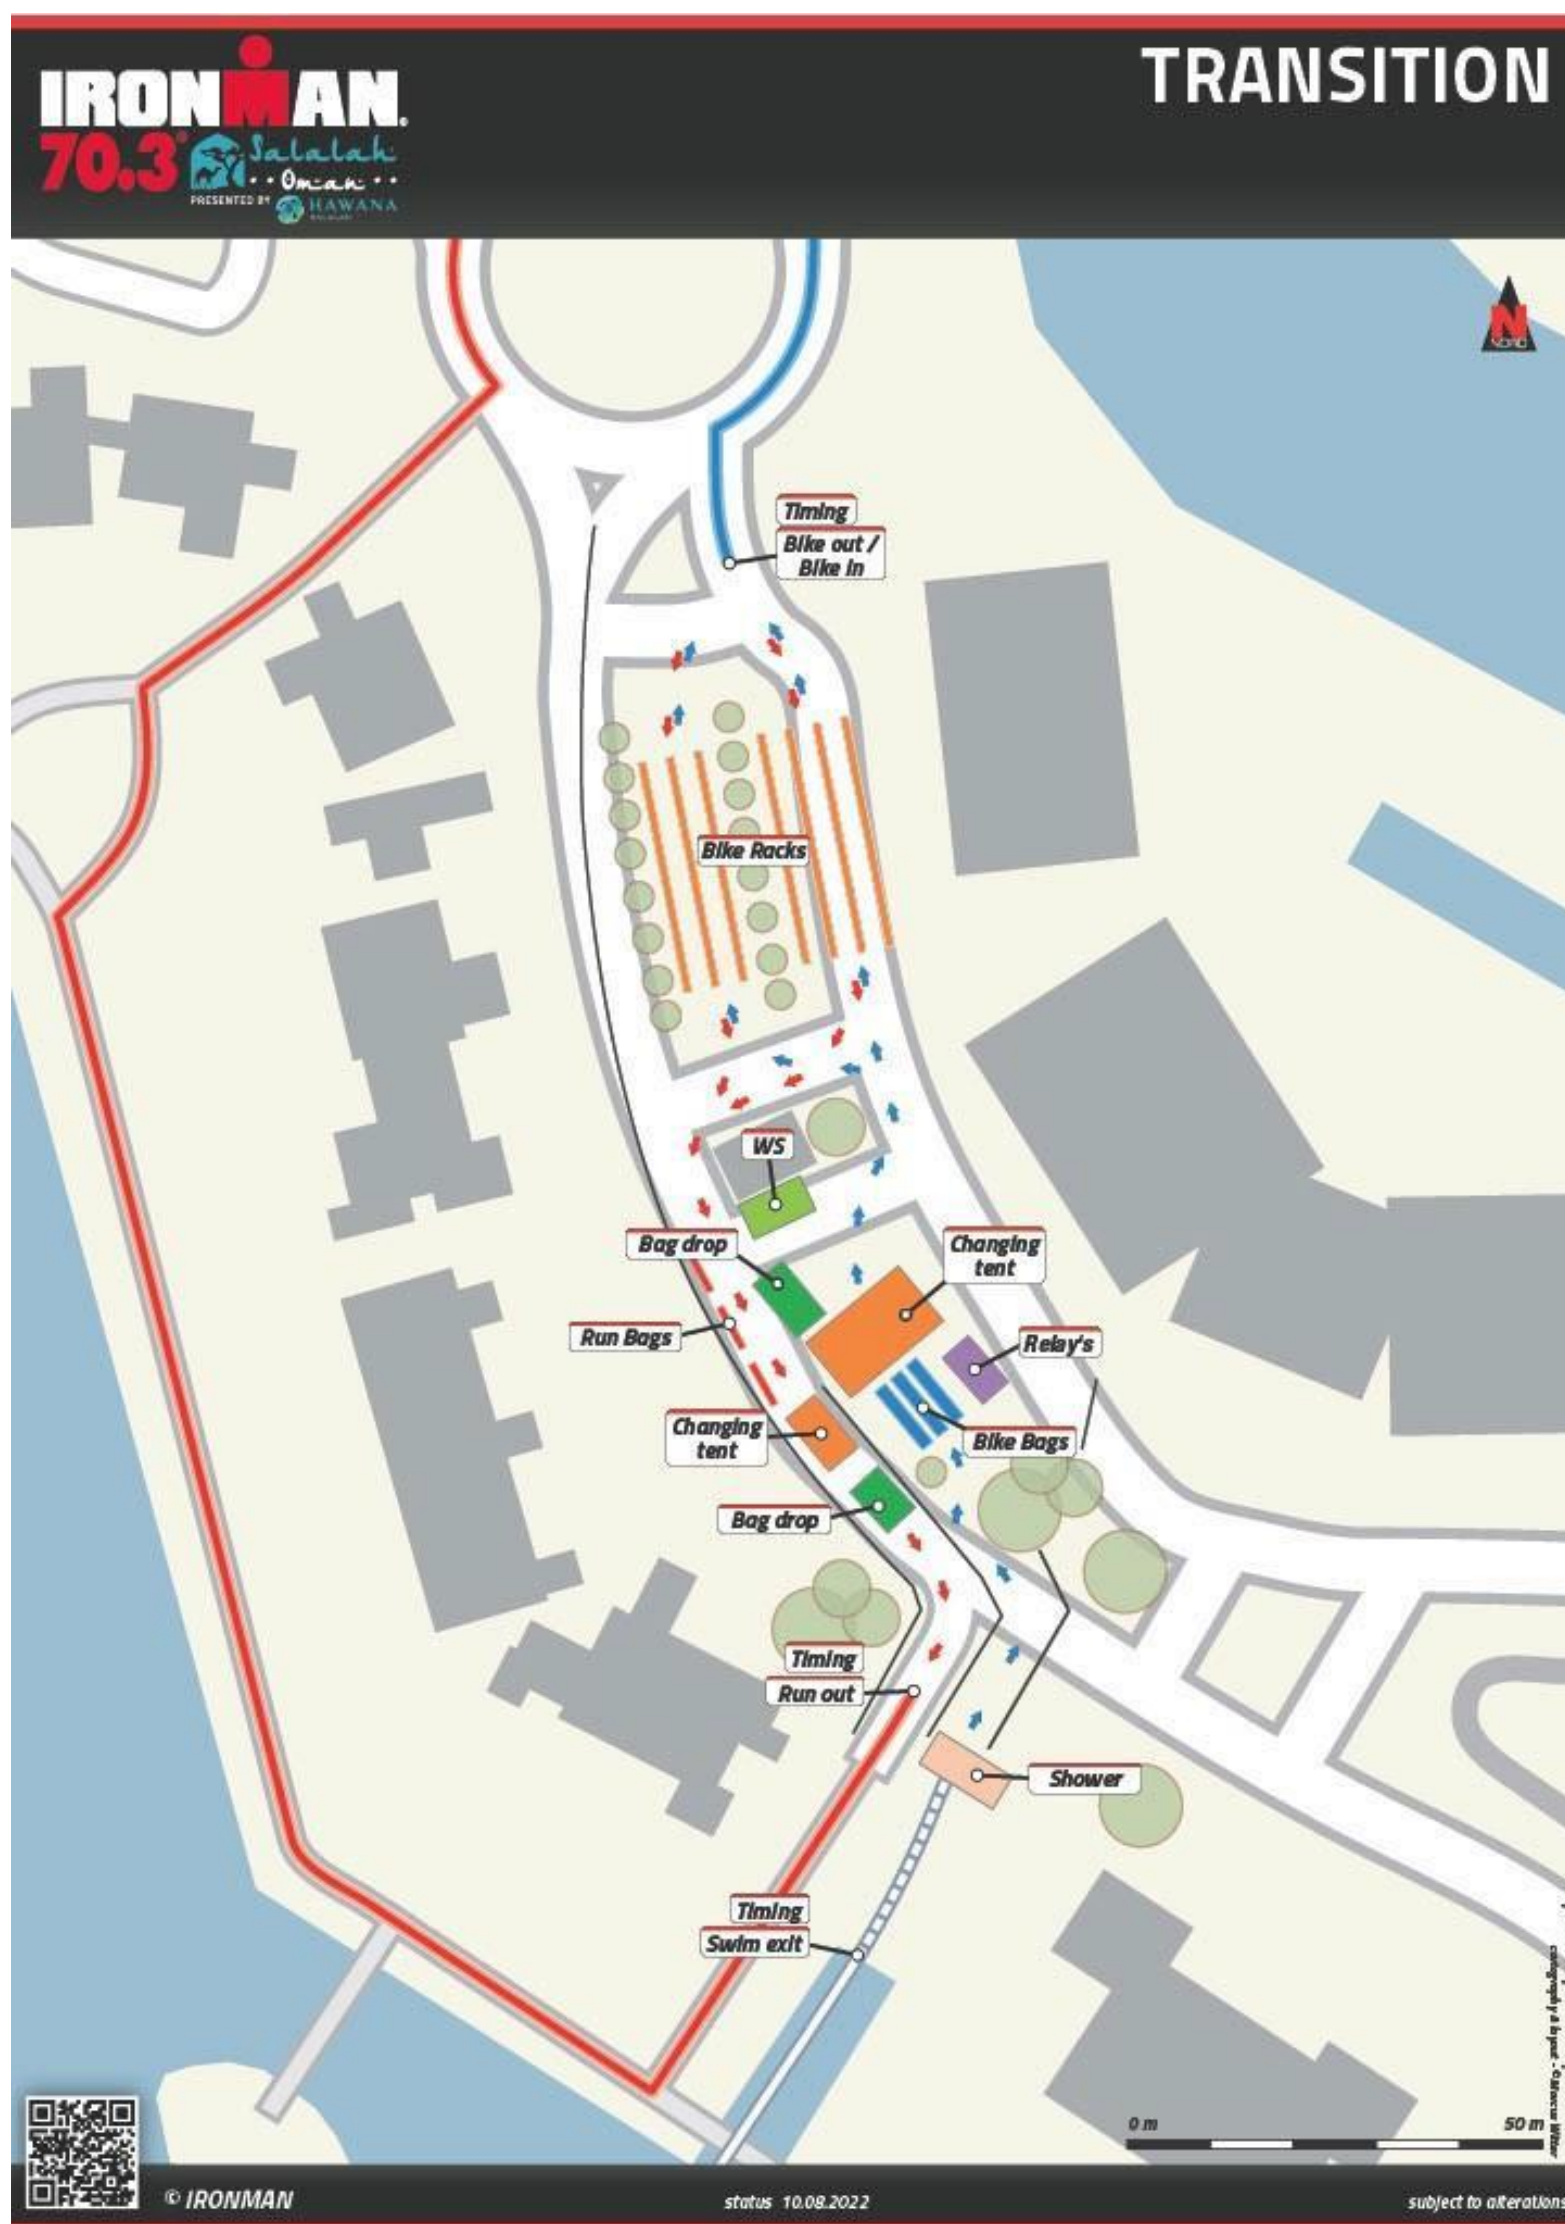 TRANSITION
IRONMAN
70.3
Salalah
Oman
PRESENTED BY
HAWANA
N
NORD
Timing
Bike out /
Bike in
Bike Racks
WS
Bag drop
Changing
tent
Run Bags
Relay's
Changing
tent
Bike Bags
Bag drop
Timing
Run out
Shower
Timing
Swim exit
0 m
50 m
© IRONMAN
status 10.08.2022
subject to alterations